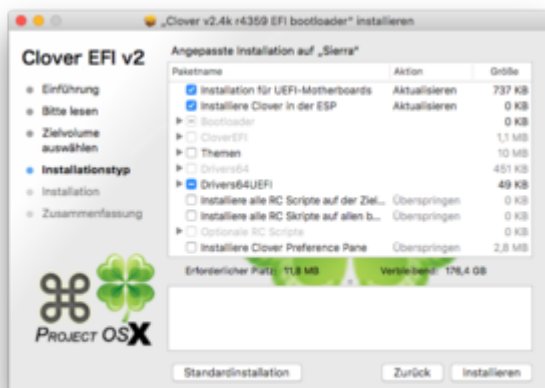 „Clover v2.4k r4359 EFI bootloader“ installieren
Clover EFI v2
Einführung
Bitte lesen
Zielvolume
auswählen
Installationstyp
Installation
Zusammenfassung
PROJECT OSX
Angepasste Installation auf „Sierra“
Paketname Aktion Größe
Installation für UEFI-Motherboards Aktualisieren 737 KB
Installiere Clover in der ESP Aktualisieren 0 KB
Bootloader 0 KB
CloverEFI 1,1 MB
Themen 10 MB
Drivers64 451 KB
Drivers64UEFI 49 KB
Installiere alle RC Scripte auf der Ziel... Überspringen 0 KB
Installiere alle RC Skripte auf allen b... Überspringen 0 KB
Optionale RC Scripte 0 KB
Installiere Clover Preference Pane Überspringen 2,8 MB
Erforderlicher Platz: 11,8 MB Verbleibend: 176,4 GB
Standardinstallation Zurück Installieren